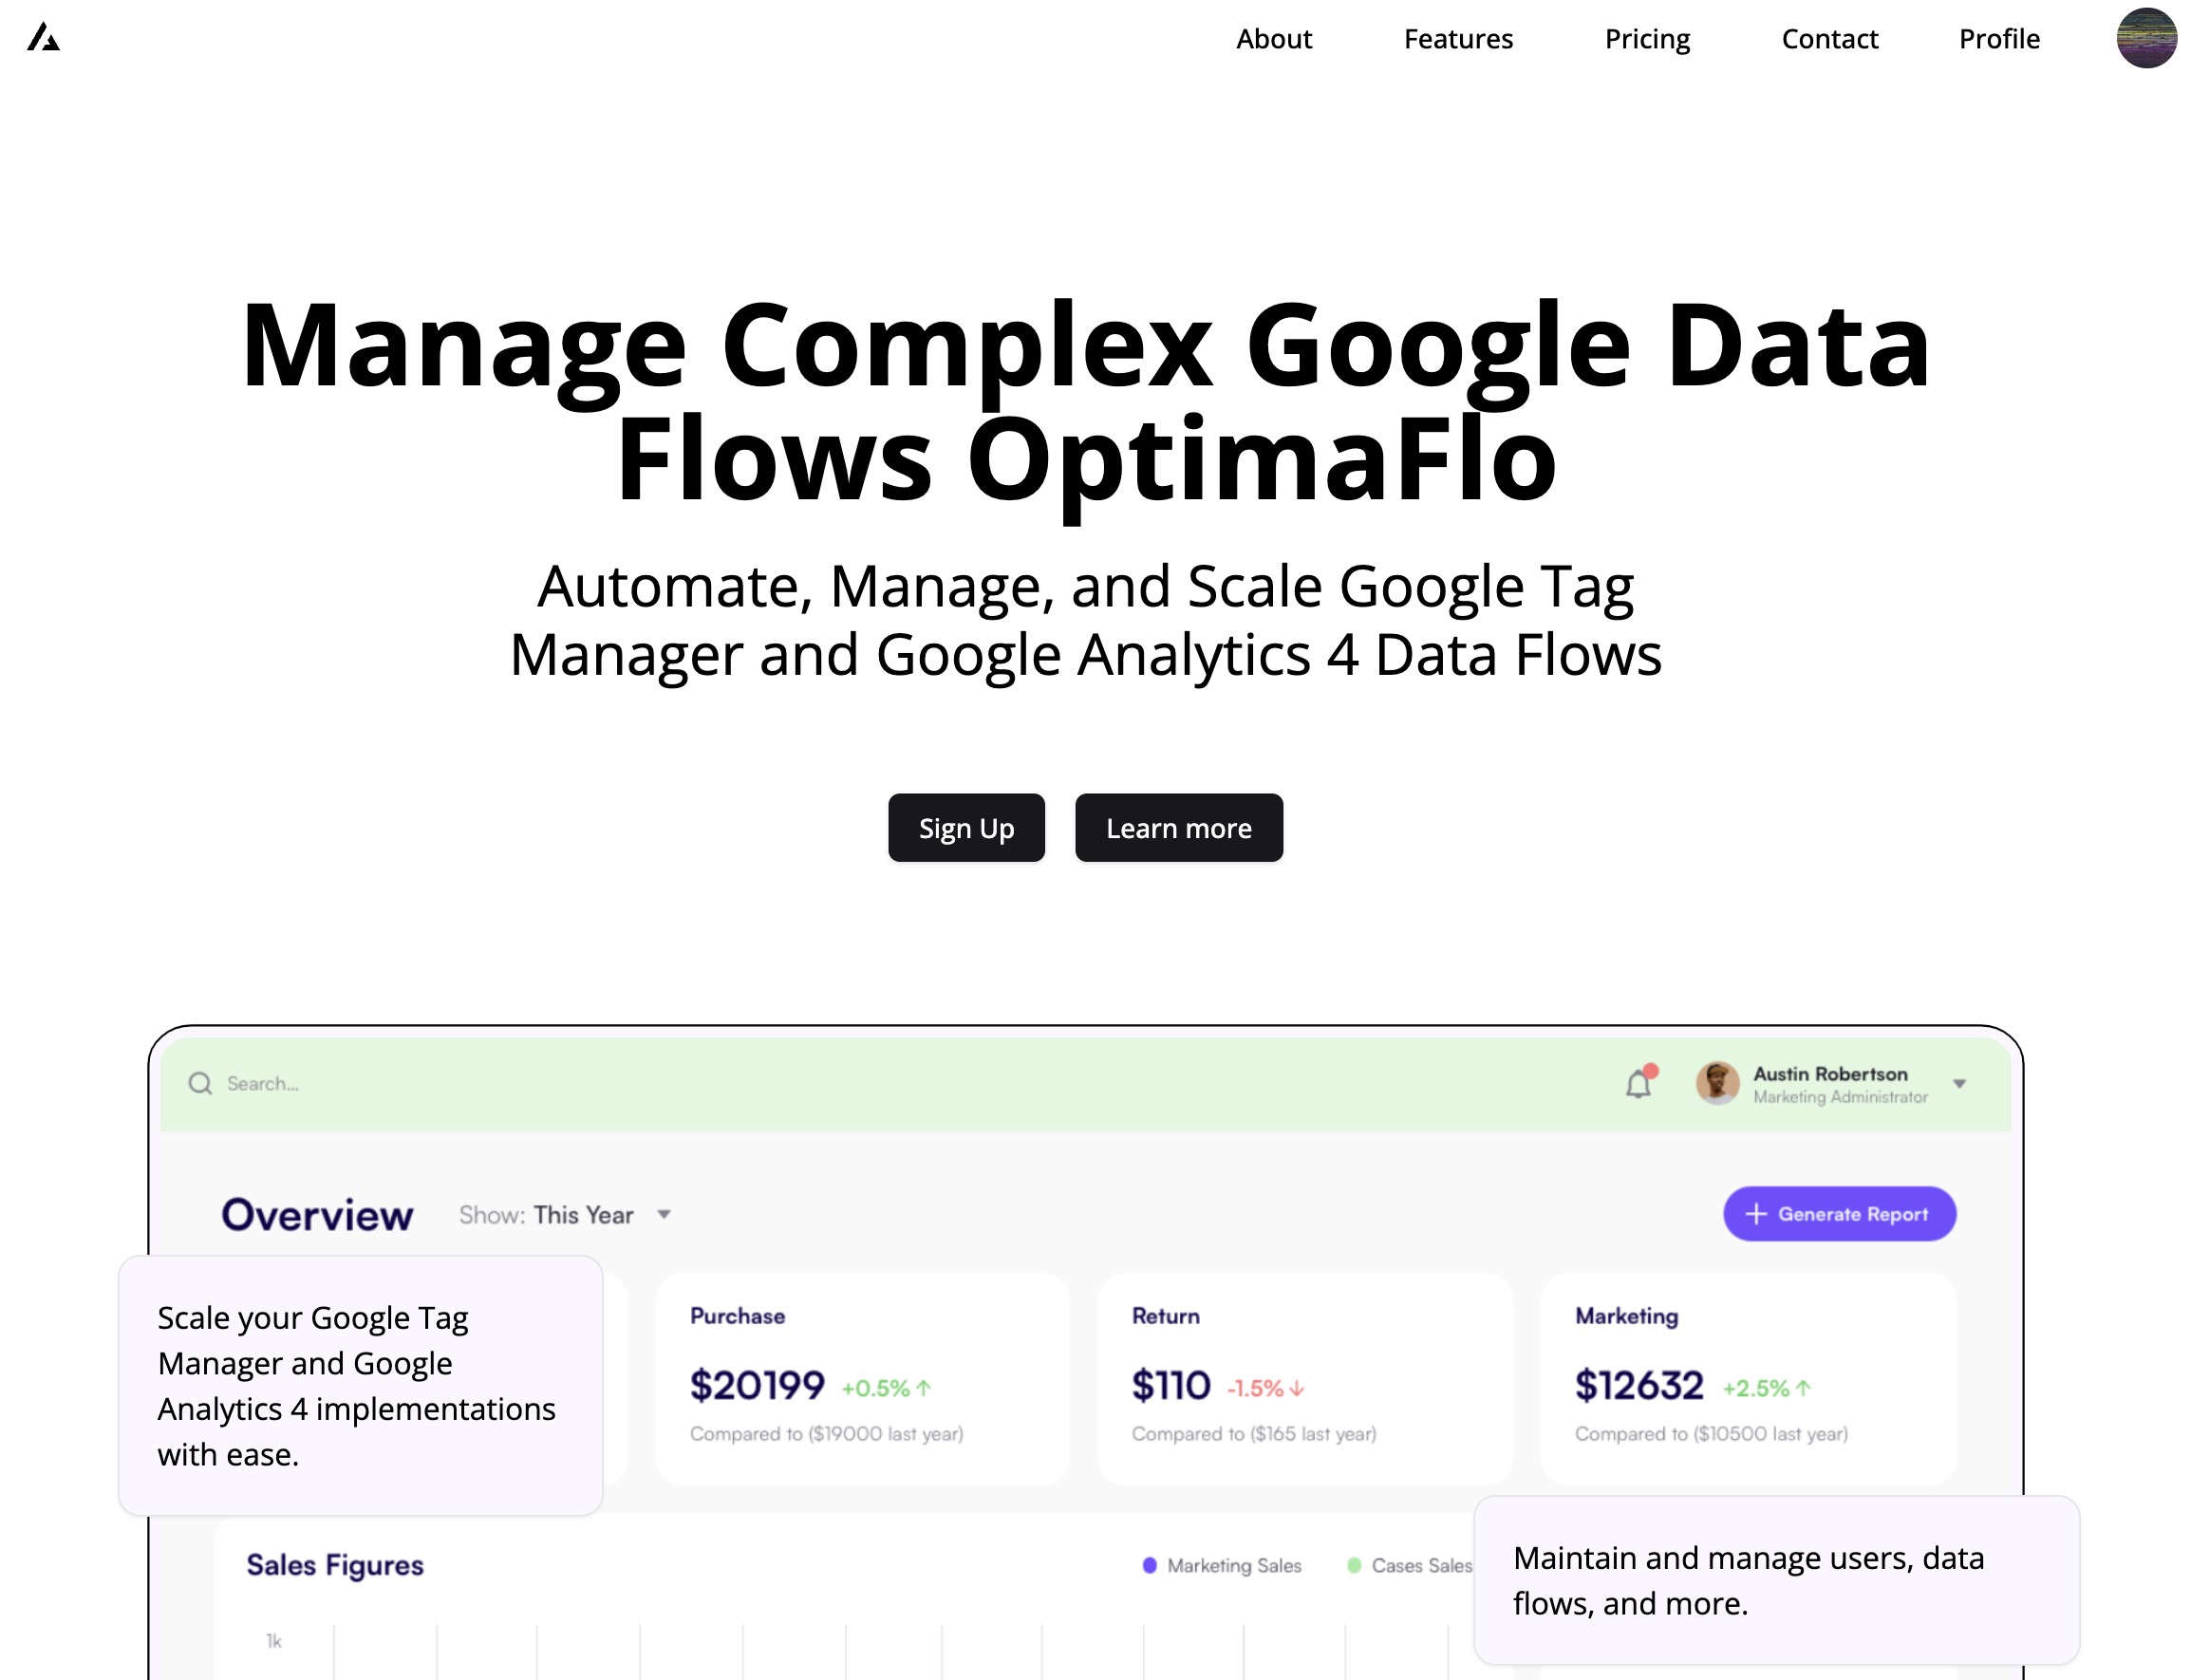 About Features Pricing Contact Profile
Manage Complex Google Data
Flows OptimaFlo
Automate, Manage, and Scale Google Tag
Manager and Google Analytics 4 Data Flows
Sign Up Learn more
Search...
Austin Robertson
Marketing Administrator
Overview Show: This Year
Generate Report
Scale your Google Tag
Manager and Google
Analytics 4 implementations
with ease.
Purchase
$20199 +0.5%↑
Compared to ($19000 last year)
Return
$110 -1.5%↓
Compared to ($165 last year)
Marketing
$12632 +2.5%↑
Compared to ($10500 last year)
Sales Figures
Marketing Sales Cases Sales
Maintain and manage users, data
flows, and more.
1k